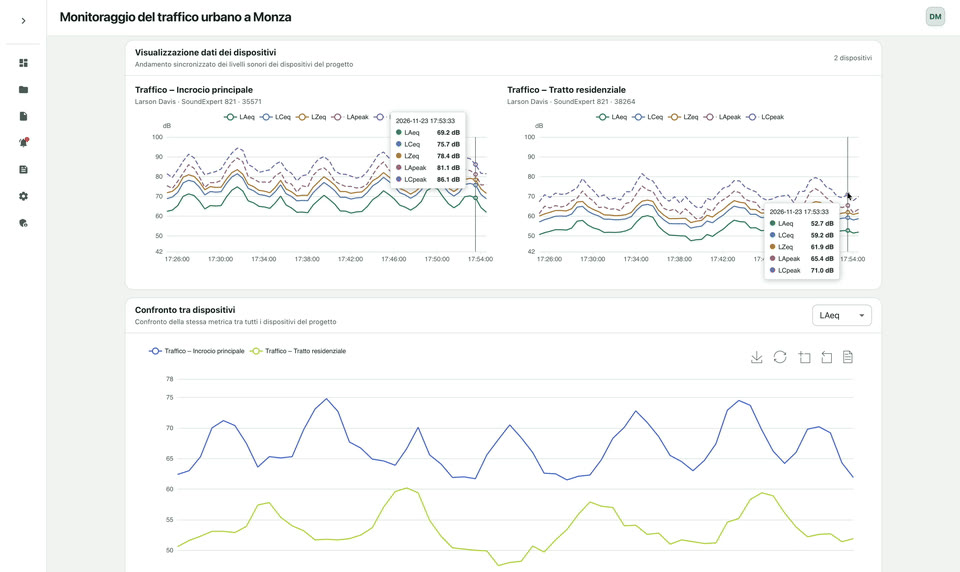 Monitoraggio del traffico urbano a Monza
DM
Visualizzazione dati dei dispositivi
Andamento sincronizzato dei livelli sonori dei dispositivi del progetto
2 dispositivi
Traffico – Incrocio principale
Larson Davis · SoundExpert 821 · 35571
LAeq LCeq LZeq LApeak
dB
100
90
80
70
60
50
42
17:26:00 17:30:00 17:34:00 17:38:00 17:42:00 17:46:00 17:50:00 17:54:00
2026-11-23 17:53:33
LAeq 69.2 dB
LCeq 75.7 dB
LZeq 78.4 dB
LApeak 81.1 dB
LCpeak 86.1 dB
Traffico – Tratto residenziale
Larson Davis · SoundExpert 821 · 38264
LAeq LCeq LZeq LApeak LCpeak
dB
100
90
80
70
60
50
42
17:26:00 17:30:00 17:34:00 17:38:00 17:42:00 17:54:00
2026-11-23 17:53:33
LAeq 52.7 dB
LCeq 59.2 dB
LZeq 61.9 dB
LApeak 65.4 dB
LCpeak 71.0 dB
Confronto tra dispositivi
Confronto della stessa metrica tra tutti i dispositivi del progetto
LAeq
Traffico – Incrocio principale Traffico – Tratto residenziale
78
75
70
65
60
55
50